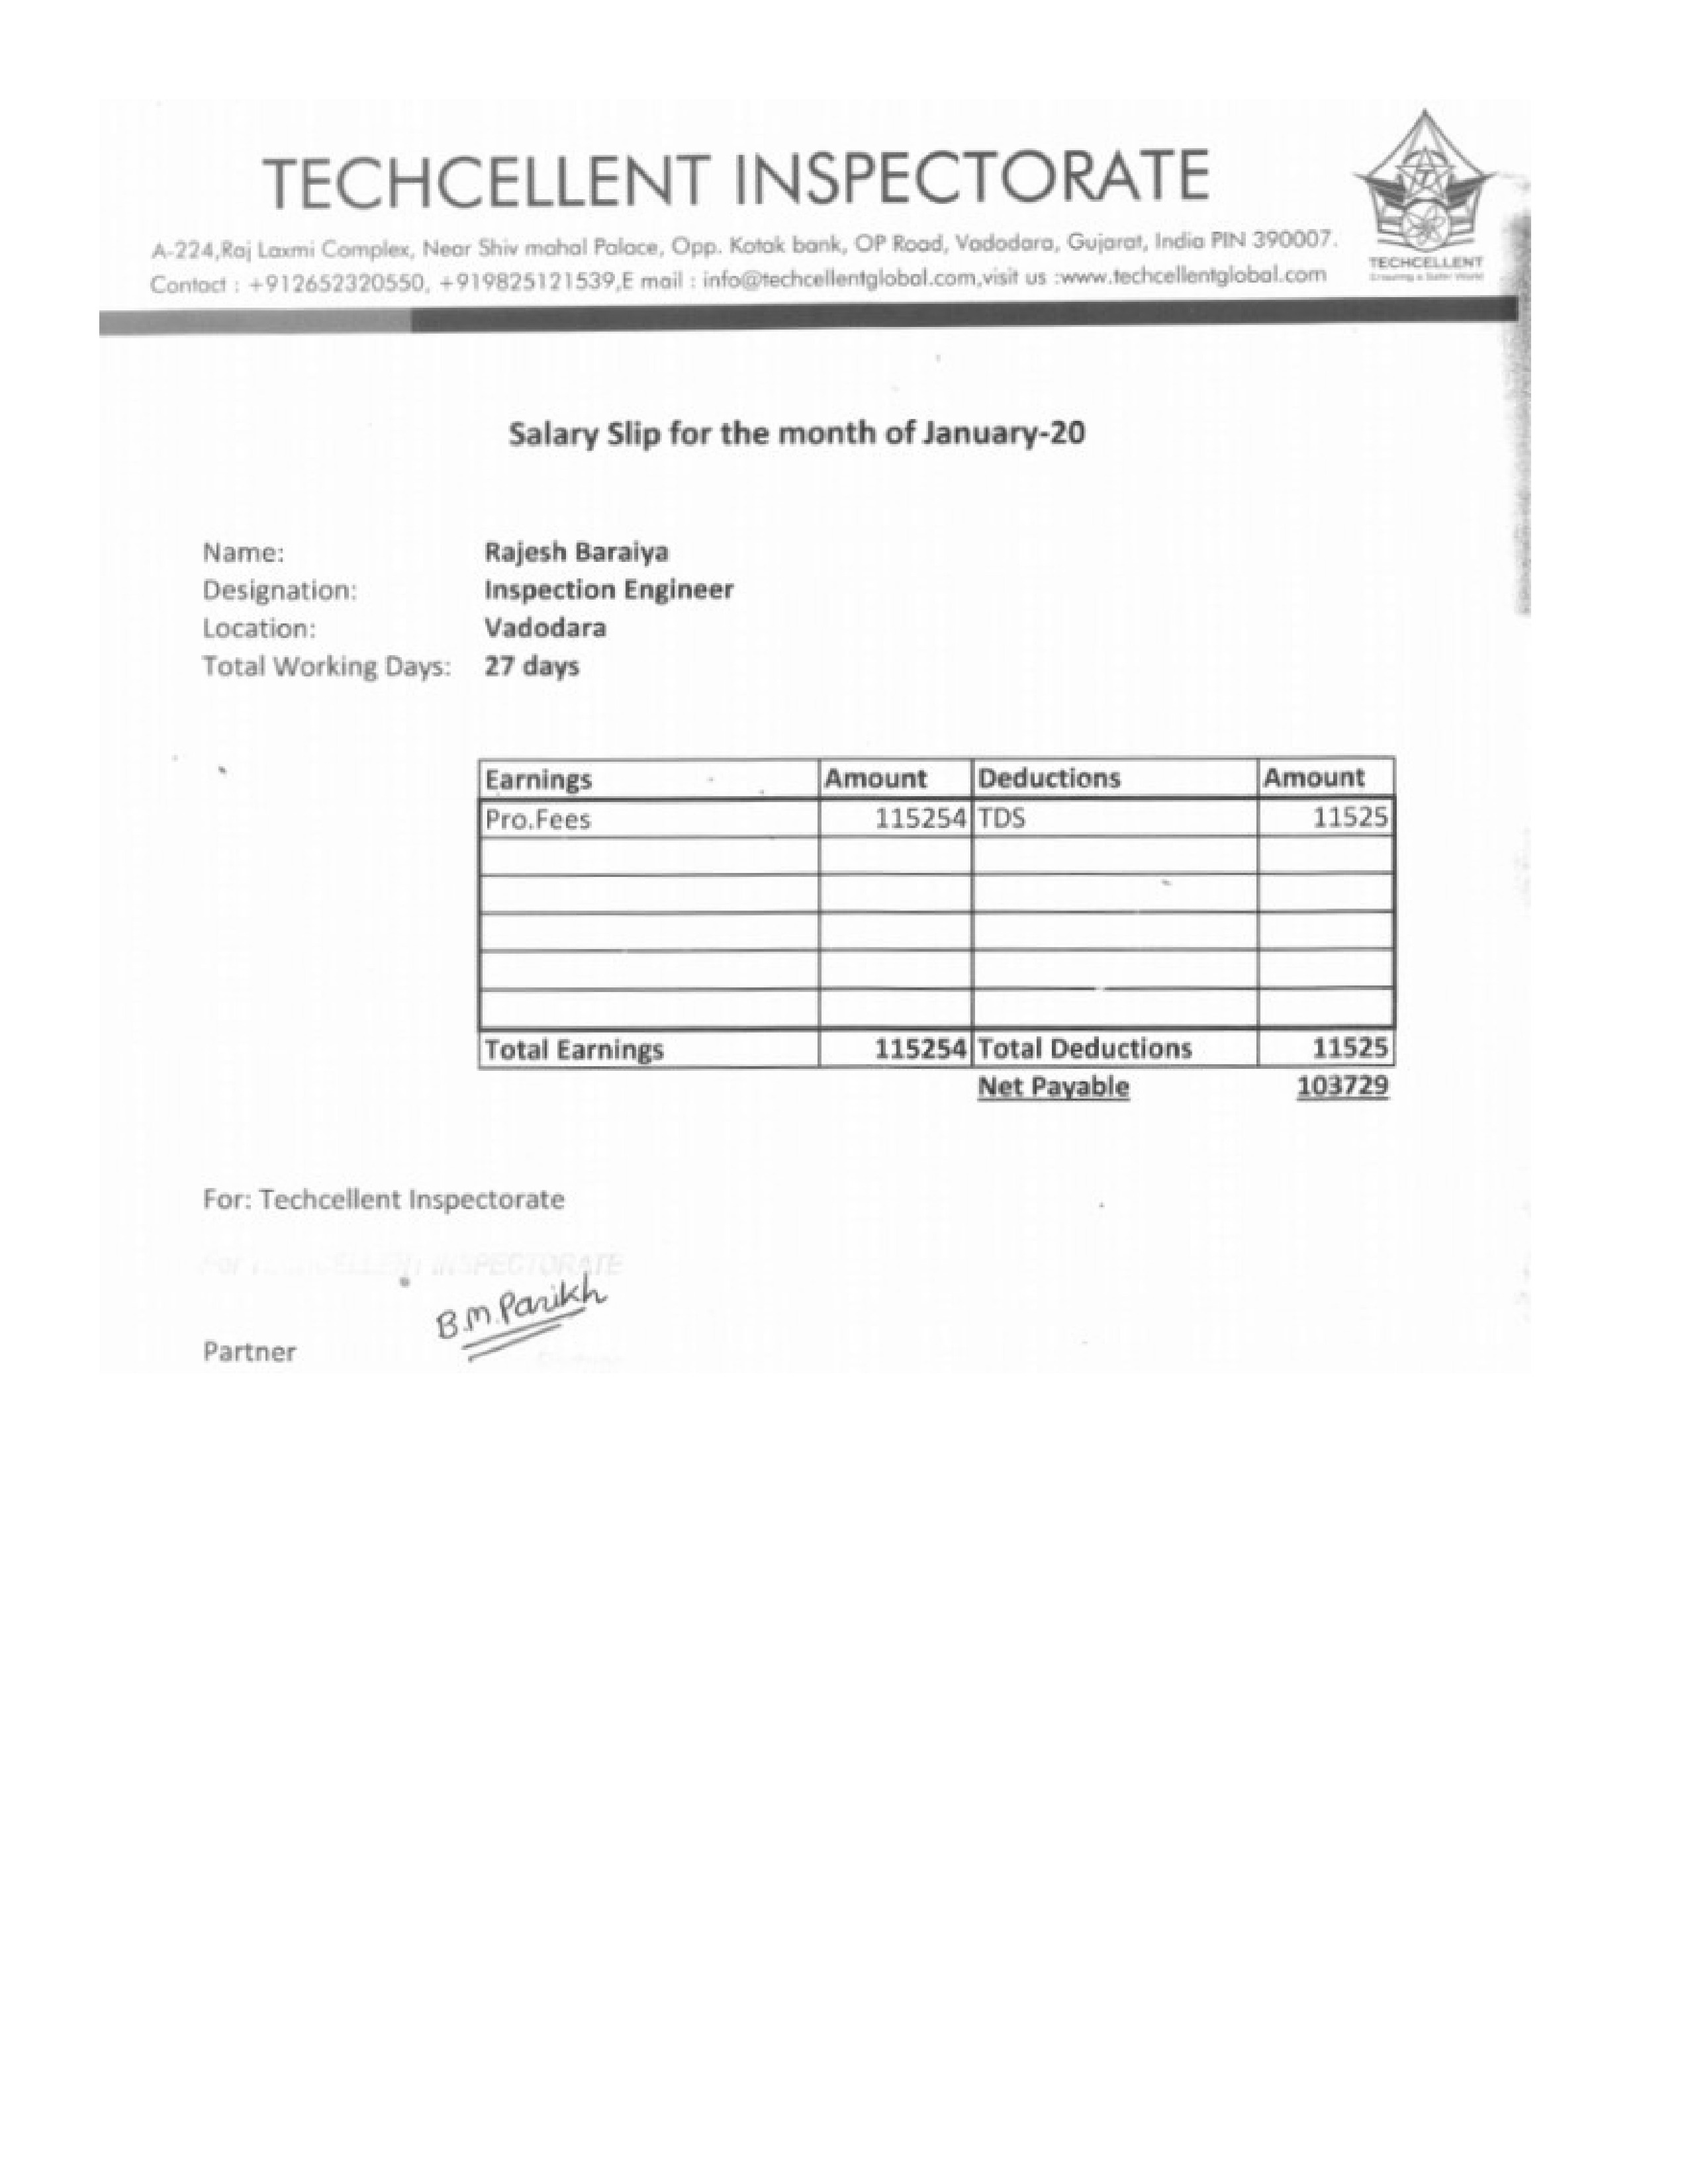 TECHCELLENT INSPECTORATE
A-224,Raj Laxmi Complex, Near Shiv mahal Palace, Opp. Kotak bank, OP Road, Vadodara, Gujarat, India PIN 390007.
Contact : +912652320550, +919825121539,E mail : info@techcellentglobal.com,visit us :www.techcellentglobal.com
TECHCELLENT
Ensuring a Safer World
Salary Slip for the month of January-20
Name: Rajesh Baraiya
Designation: Inspection Engineer
Location: Vadodara
Total Working Days: 27 days
Earnings Amount Deductions Amount
Pro.Fees 115254 TDS 11525
Total Earnings 115254 Total Deductions 11525
Net Payable 103729
For: Techcellent Inspectorate
For INSPECTORATE
B.M.Parikh
Partner